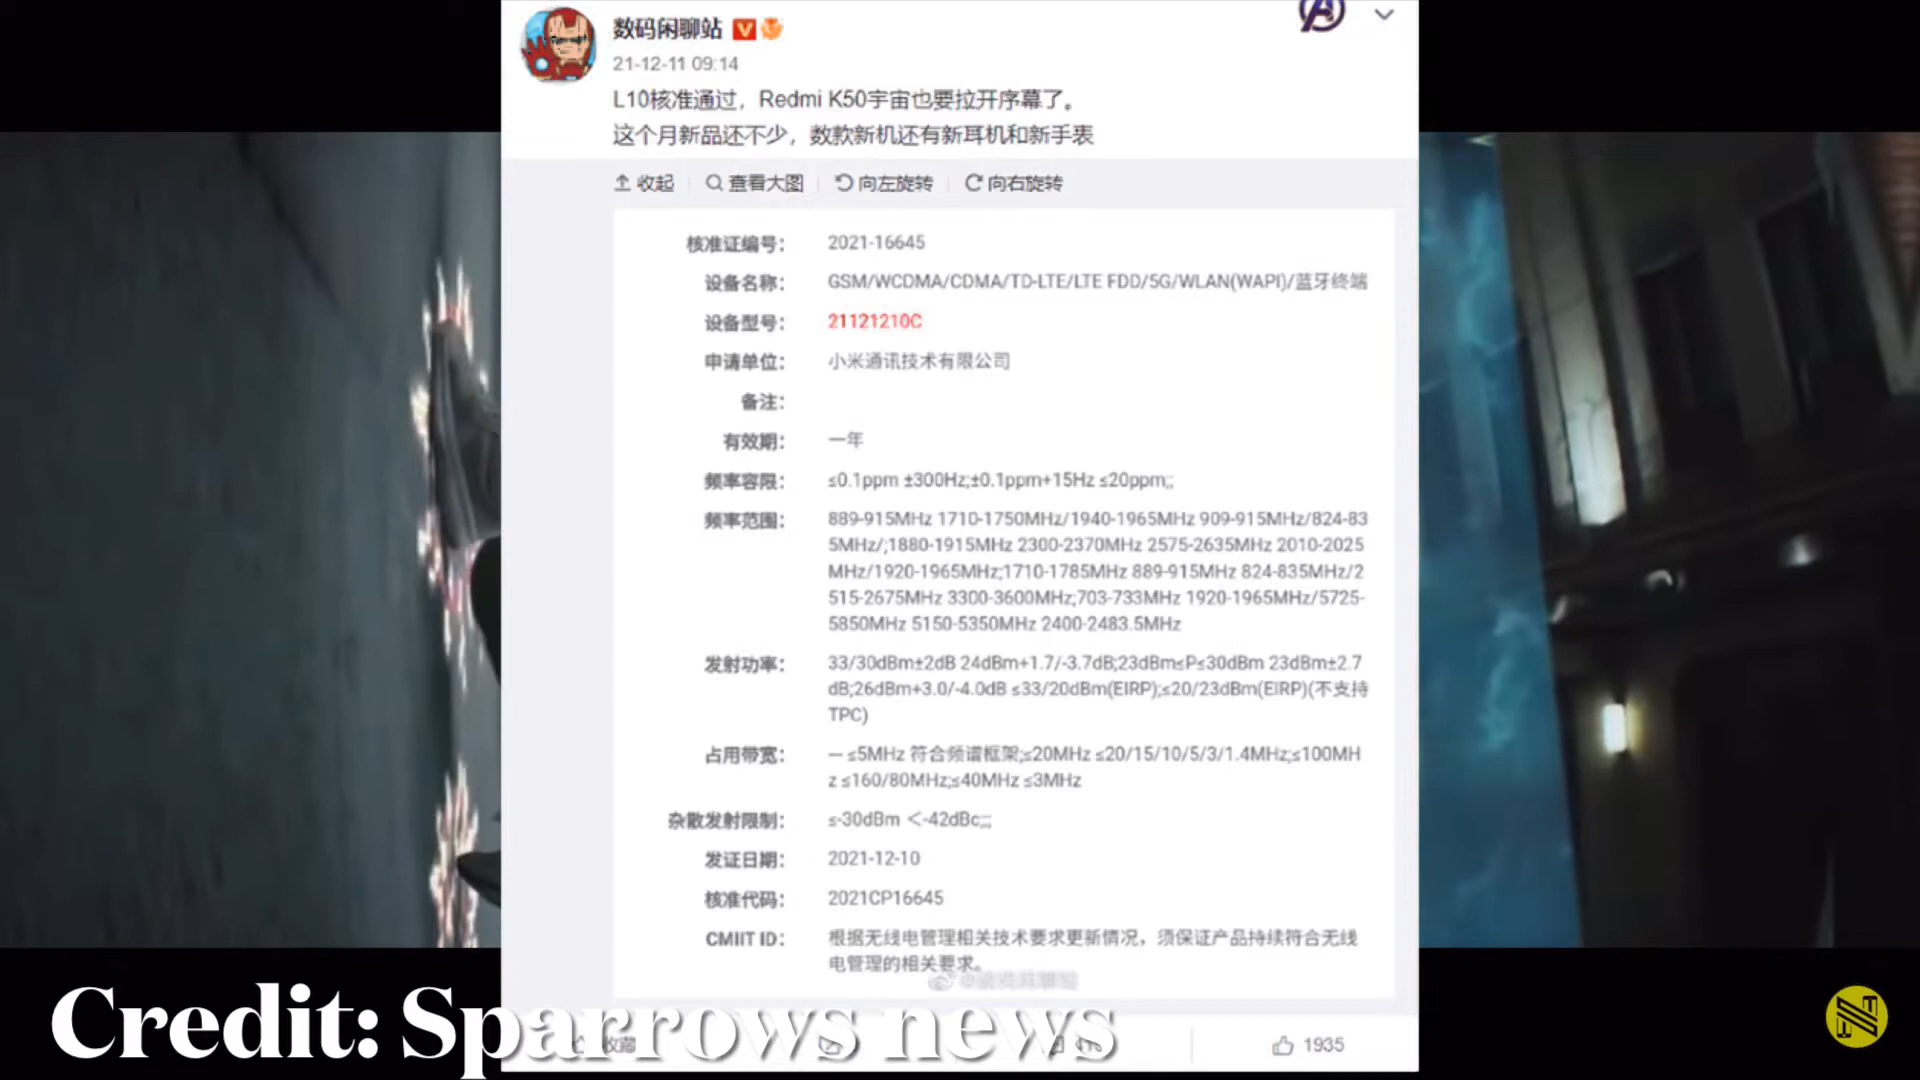 数码闲聊站
21-12-11 09:14
L10核准通过，Redmi K50宇宙也要拉开序幕了。
这个月新品还不少，数款新机还有新耳机和新手表
收起 查看大图 向左旋转 向右旋转
核准证编号： 2021-16645
设备名称： GSM/WCDMA/CDMA/TD-LTE/LTE FDD/5G/WLAN(WAPI)/蓝牙终端
设备型号： 21121210C
申请单位： 小米通讯技术有限公司
备注：
有效期： 一年
频率容限： ≤0.1ppm ±300Hz;±0.1ppm+15Hz ≤20ppm;;
频率范围： 889-915MHz 1710-1750MHz/1940-1965MHz 909-915MHz/824-83
5MHz/;1880-1915MHz 2300-2370MHz 2575-2635MHz 2010-2025
MHz/1920-1965MHz;1710-1785MHz 889-915MHz 824-835MHz/2
515-2675MHz 3300-3600MHz;703-733MHz 1920-1965MHz/5725-
5850MHz 5150-5350MHz 2400-2483.5MHz
发射功率： 33/30dBm±2dB 24dBm+1.7/-3.7dB;23dBm≤P≤30dBm 23dBm±2.7
dB;26dBm+3.0/-4.0dB ≤33/20dBm(EIRP);≤20/23dBm(EIRP)(不支持
TPC)
占用带宽： — ≤5MHz 符合频谱框架;≤20MHz ≤20/15/10/5/3/1.4MHz;≤100MH
z ≤160/80MHz;≤40MHz ≤3MHz
杂散发射限制： ≤-30dBm ＜-42dBc;;;
发证日期： 2021-12-10
核准代码： 2021CP16645
CMIIT ID： 根据无线电管理相关技术要求更新情况，须保证产品持续符合无线
电管理的相关要求。
Credit: Sparrows news
收藏 1935